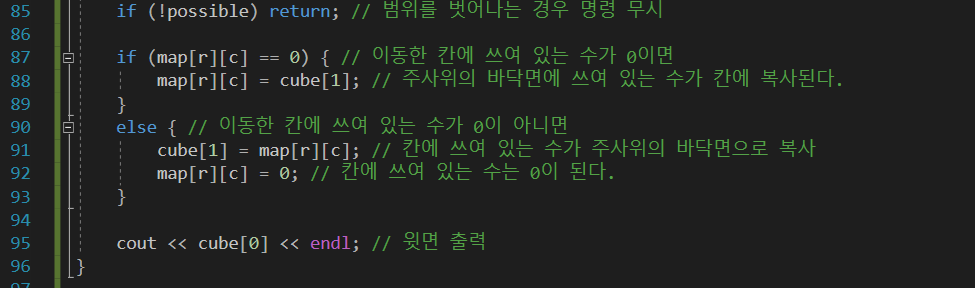 85 if (!possible) return; // 범위를 벗어나는 경우 명령 무시
86
87 if (map[r][c] == 0) { // 이동한 칸에 쓰여 있는 수가 0이면
88 map[r][c] = cube[1]; // 주사위의 바닥면에 쓰여 있는 수가 칸에 복사된다.
89 }
90 else { // 이동한 칸에 쓰여 있는 수가 0이 아니면
91 cube[1] = map[r][c]; // 칸에 쓰여 있는 수가 주사위의 바닥면으로 복사
92 map[r][c] = 0; // 칸에 쓰여 있는 수는 0이 된다.
93 }
94
95 cout << cube[0] << endl; // 윗면 출력
96 }
97